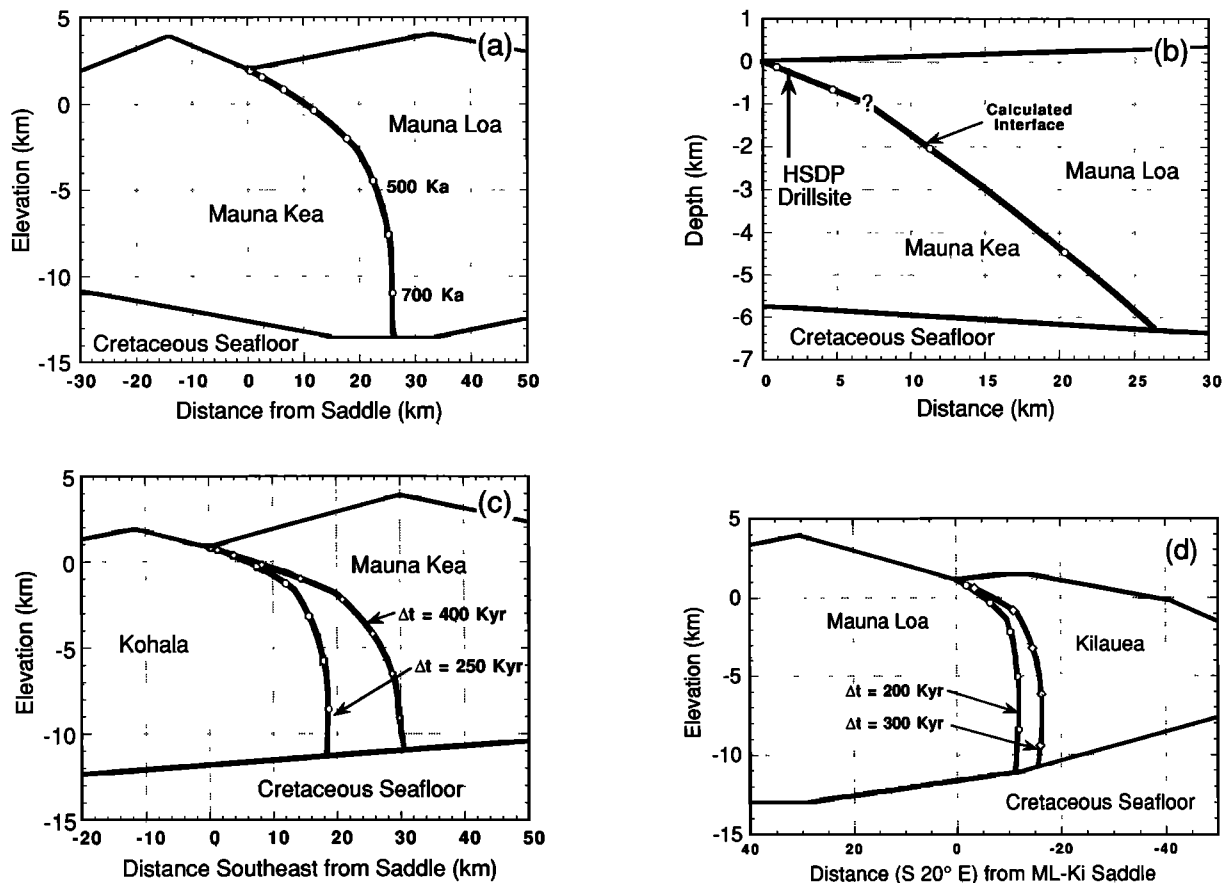 (a)
5
0
-5
-10
-15
Elevation (km)
Mauna Loa
500 Ka
Mauna Kea
700 Ka
Cretaceous Seafloor
-30 -20 -10 0 10 20 30 40 50
Distance from Saddle (km)
(b)
1
0
-1
-2
-3
-4
-5
-6
-7
Depth (km)
?
Calculated
Interface
HSDP
Drillsite
Mauna Loa
Mauna Kea
Cretaceous Seafloor
0 5 10 15 20 25 30
Distance (km)
(c)
5
0
-5
-10
-15
Elevation (km)
Mauna Kea
Kohala
Δt = 400 Kyr
Δt = 250 Kyr
Cretaceous Seafloor
-20 -10 0 10 20 30 40 50
Distance Southeast from Saddle (km)
(d)
5
0
-5
-10
-15
Elevation (km)
Mauna Loa
Kilauea
Δt = 200 Kyr
Δt = 300 Kyr
Cretaceous Seafloor
40 20 0 -20 -40
Distance (S 20° E) from ML-Ki Saddle